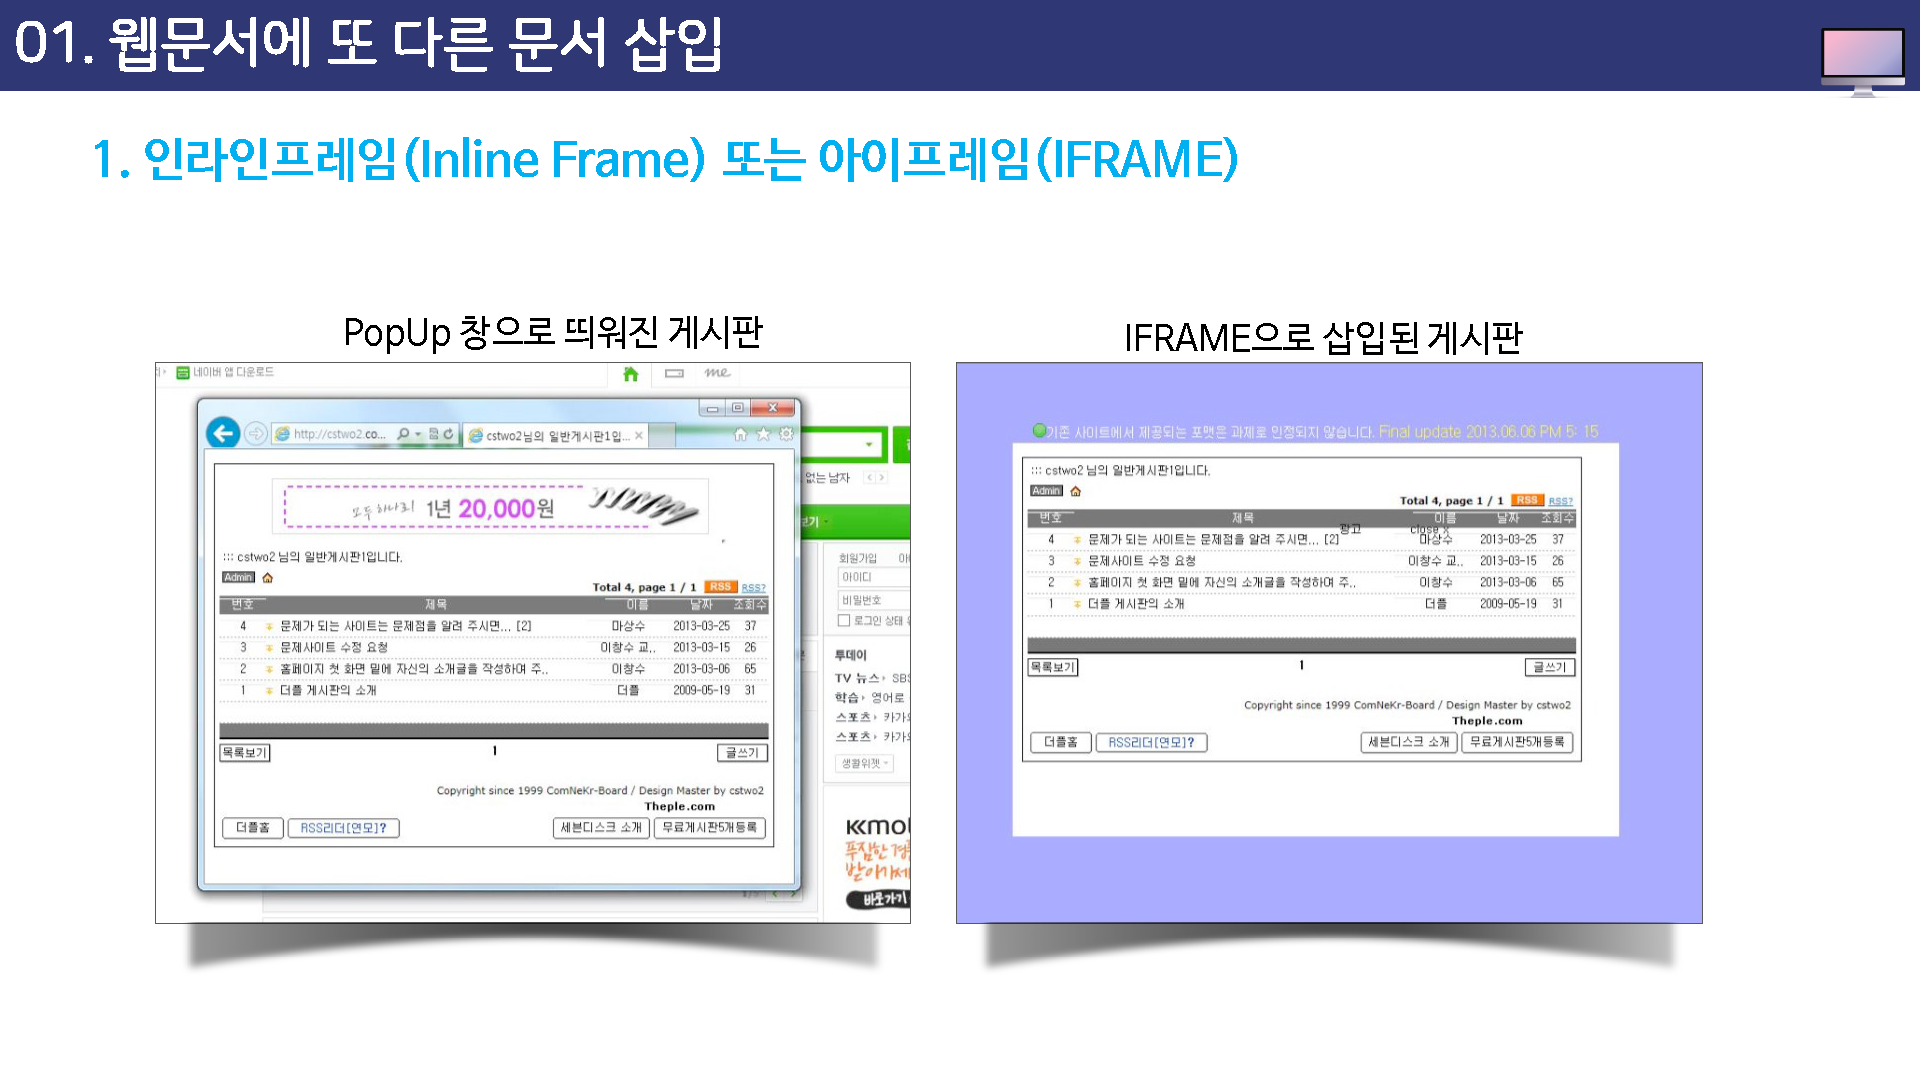 01. 웹문서에 또 다른 문서 삽입
1. 인라인프레임(Inline Frame) 또는 아이프레임(IFRAME)
PopUp 창으로 띄워진 게시판
네이버 앱 다운로드
me
http://cstwo2.co...
cstwo2님의 일반게시판1입...
없는 남자
보기
모두 하나리 1년 20,000원
::: cstwo2 님의 일반게시판1입니다.
Admin
Total 4, page 1 / 1 RSS RSS?
번호 제목 이름 날짜 조회수
4 문제가 되는 사이트는 문제점을 알려 주시면... [2] 마상수 2013-03-25 37
3 문제사이트 수정 요청 이창수 교.. 2013-03-15 26
2 홈페이지 첫 화면 밑에 자신의 소개글을 작성하여 주.. 이창수 2013-03-06 65
1 더플 게시판의 소개 더플 2009-05-19 31
목록보기 1 글쓰기
Copyright since 1999 ComNeKr-Board / Design Master by cstwo2
Theple.com
더플홈 RSS리더[연모]? 세븐디스크 소개 무료게시판5개등록
회원가입
아이디
비밀번호
로그인 상태
투데이
TV 뉴스 SBS
학습 영어로
스포츠
스포츠
생활위젯
푸짐한
바로가기
IFRAME으로 삽입된 게시판
기존 사이트에서 제공되는 포맷은 과제로 인정되지 않습니다. Final update 2013.06.06 PM 5: 15
::: cstwo2 님의 일반게시판1입니다.
Admin
Total 4, page 1 / 1 RSS RSS?
번호 제목 이름 날짜 조회수
광고 close x
4 문제가 되는 사이트는 문제점을 알려 주시면... [2] 마상수 2013-03-25 37
3 문제사이트 수정 요청 이창수 교.. 2013-03-15 26
2 홈페이지 첫 화면 밑에 자신의 소개글을 작성하여 주.. 이창수 2013-03-06 65
1 더플 게시판의 소개 더플 2009-05-19 31
목록보기 1 글쓰기
Copyright since 1999 ComNeKr-Board / Design Master by cstwo2
Theple.com
더플홈 RSS리더[연모]? 세븐디스크 소개 무료게시판5개등록